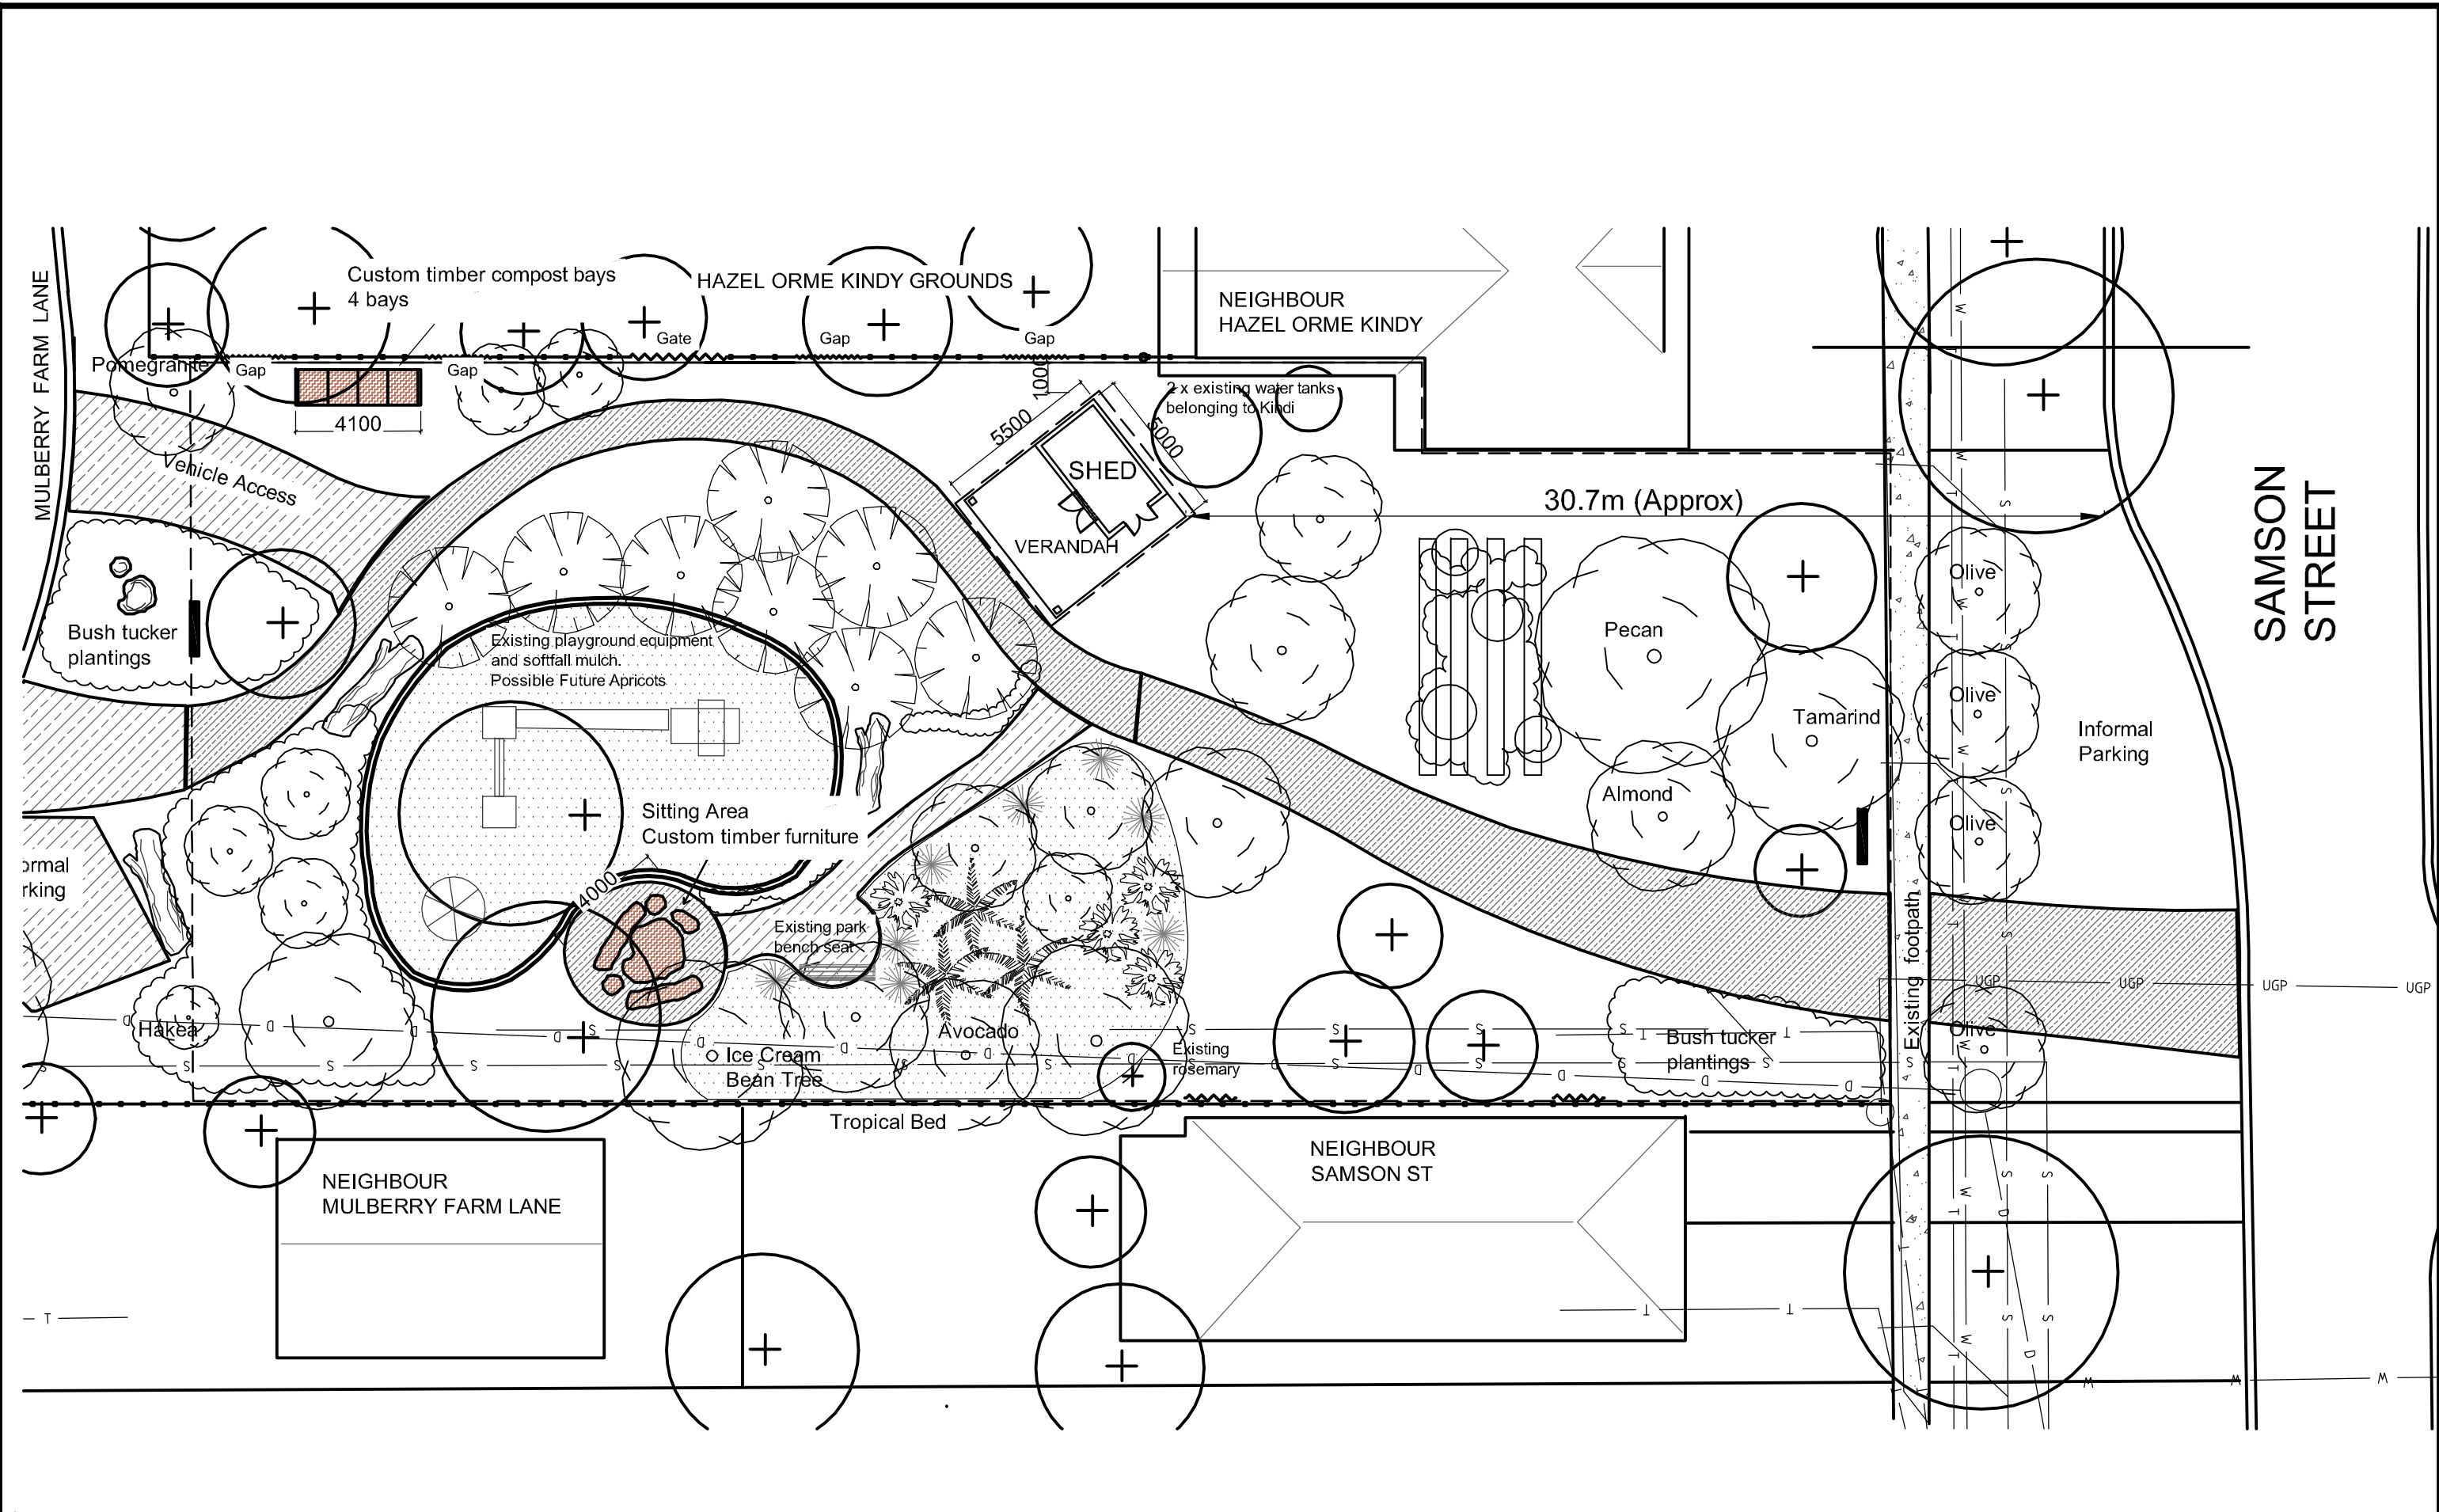 MULBERRY FARM LANE
Custom timber compost bays
4 bays
HAZEL ORME KINDY GROUNDS
NEIGHBOUR
HAZEL ORME KINDY
Pomegranite
Gap
Gap
Gate
Gap
Gap
1000
4100
5500
5000
2 x existing water tanks
belonging to Kindi
Vehicle Access
SHED
VERANDAH
30.7m (Approx)
SAMSON
STREET
Bush tucker
plantings
Existing playground equipment
and softfall mulch.
Possible Future Apricots
Pecan
Tamarind
Almond
Olive
Olive
Olive
Olive
Informal
Parking
Sitting Area
Custom timber furniture
4000
ormal
rking
Existing park
bench seat
Existing footpath
Hakea
Ice Cream
Bean Tree
Avocado
Existing
rosemary
Bush tucker
plantings
UGP
UGP
UGP
UGP
Tropical Bed
NEIGHBOUR
MULBERRY FARM LANE
NEIGHBOUR
SAMSON ST